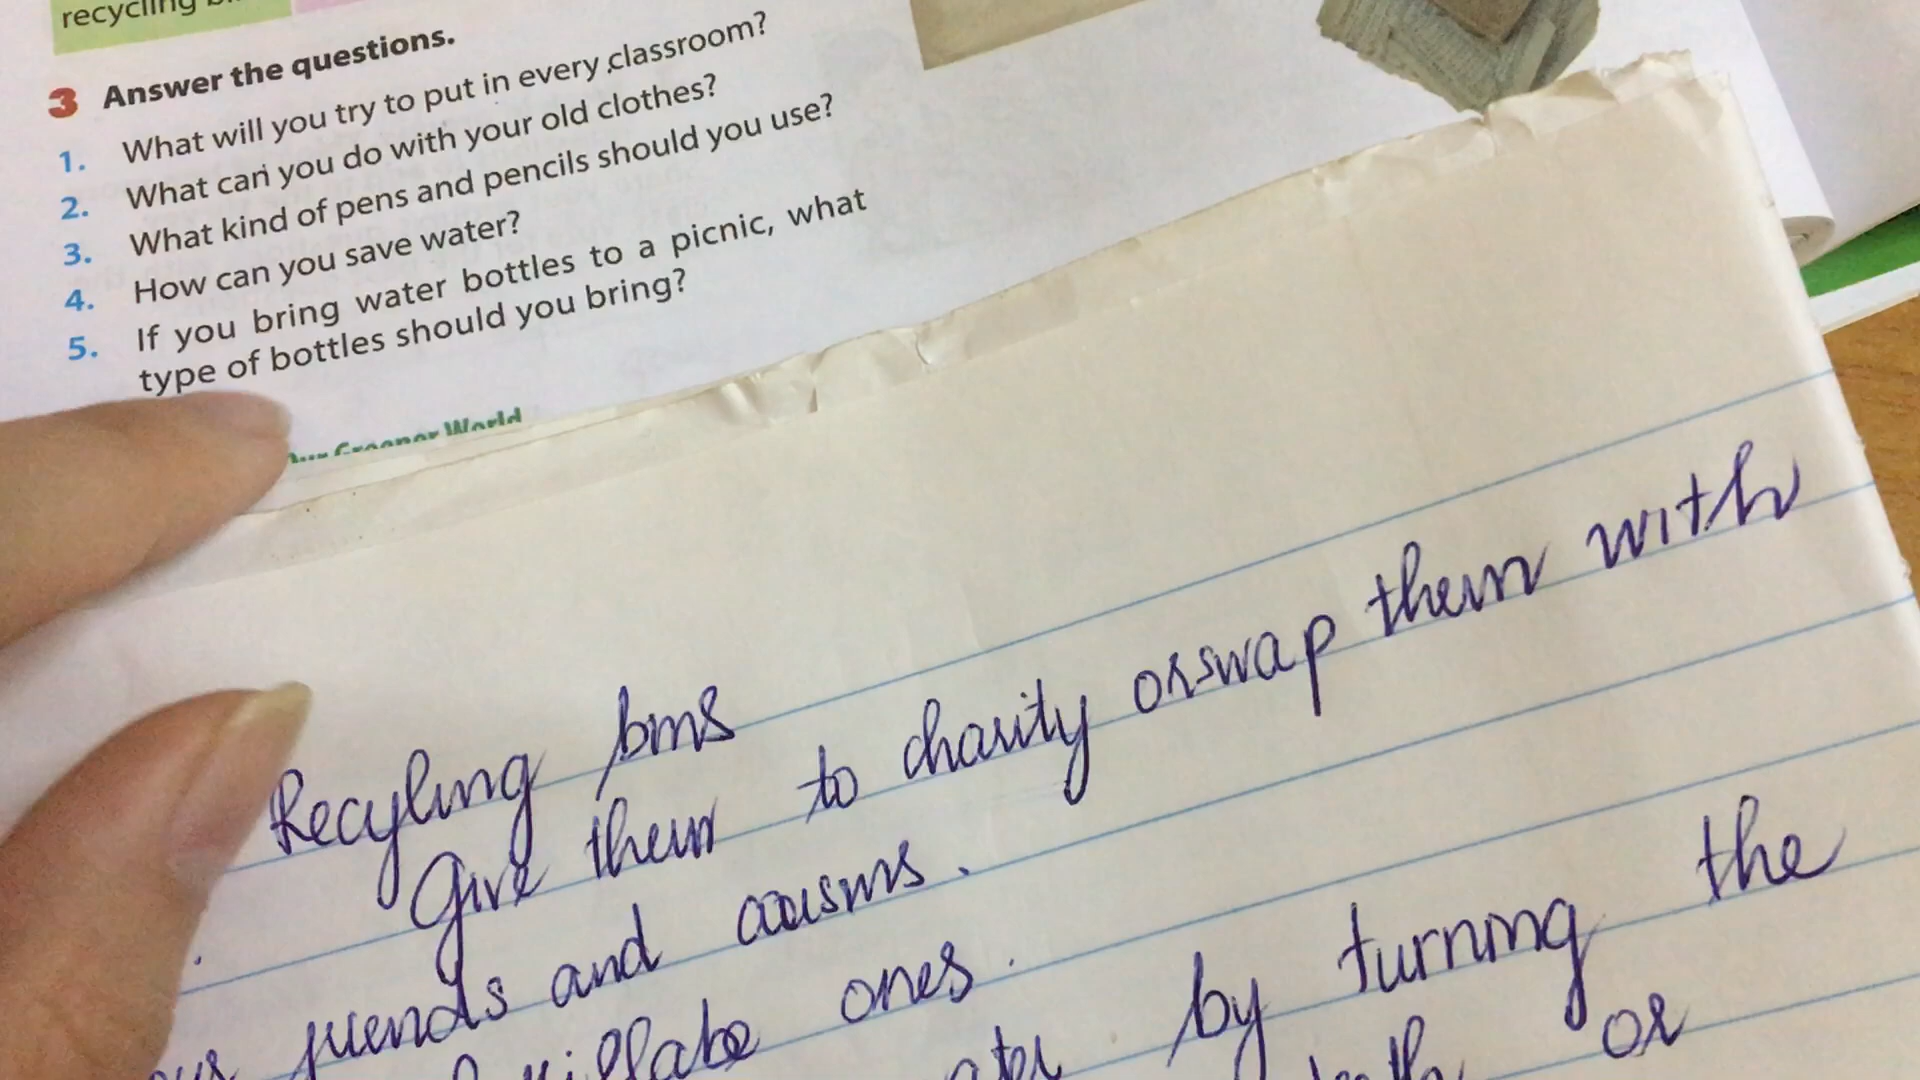 recycling
3 Answer the questions.
1. What will you try to put in every classroom?
2. What can you do with your old clothes?
3. What kind of pens and pencils should you use?
4. How can you save water?
5. If you bring water bottles to a picnic, what
type of bottles should you bring?
Our Greener World
Recyling bins
Give them to charity or swap them with
friends and cousins.
ones.
by turning the
or